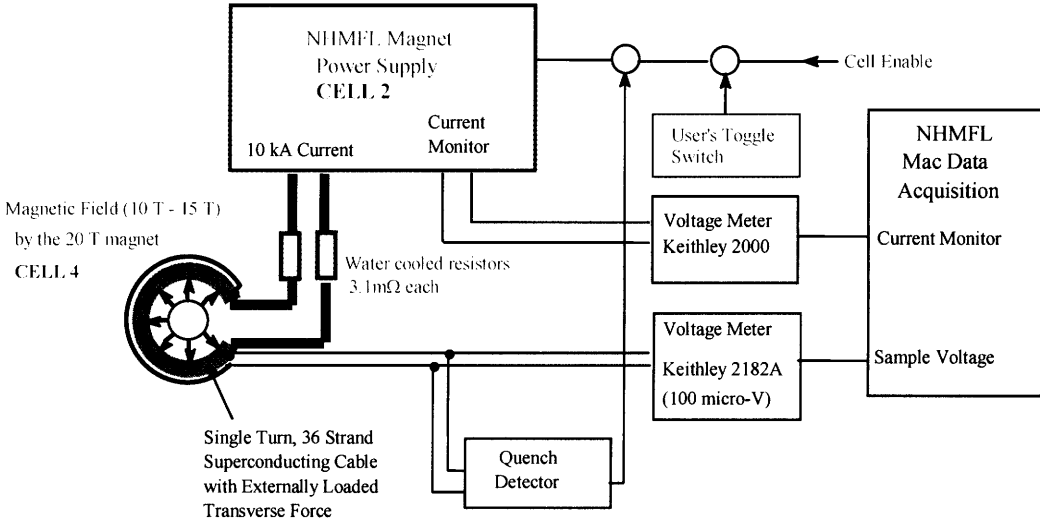 NHMFL Magnet
Power Supply
CELL 2
Current
Monitor
10 kA Current
Cell Enable
User's Toggle
Switch
NHMFL
Mac Data
Acquisition
Current Monitor
Sample Voltage
Magnetic Field (10 T - 15 T)
by the 20 T magnet
CELL 4
Water cooled resistors
3.1mΩ each
Voltage Meter
Keithley 2000
Voltage Meter
Keithley 2182A
(100 micro-V)
Single Turn, 36 Strand
Superconducting Cable
with Externally Loaded
Transverse Force
Quench
Detector